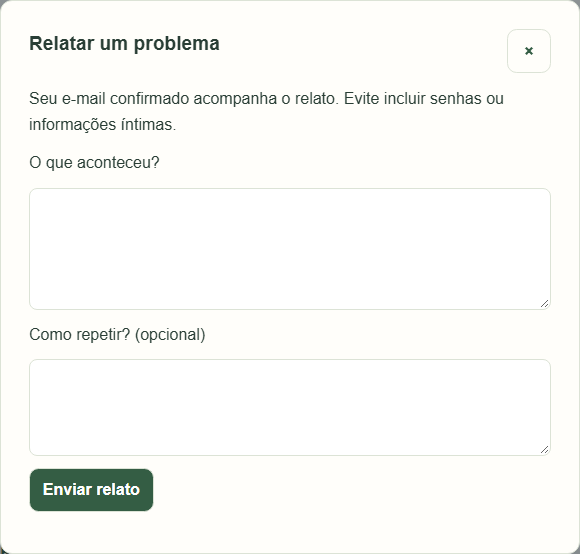 Relatar um problema
×
Seu e-mail confirmado acompanha o relato. Evite incluir senhas ou
informações íntimas.
O que aconteceu?
Como repetir? (opcional)
Enviar relato